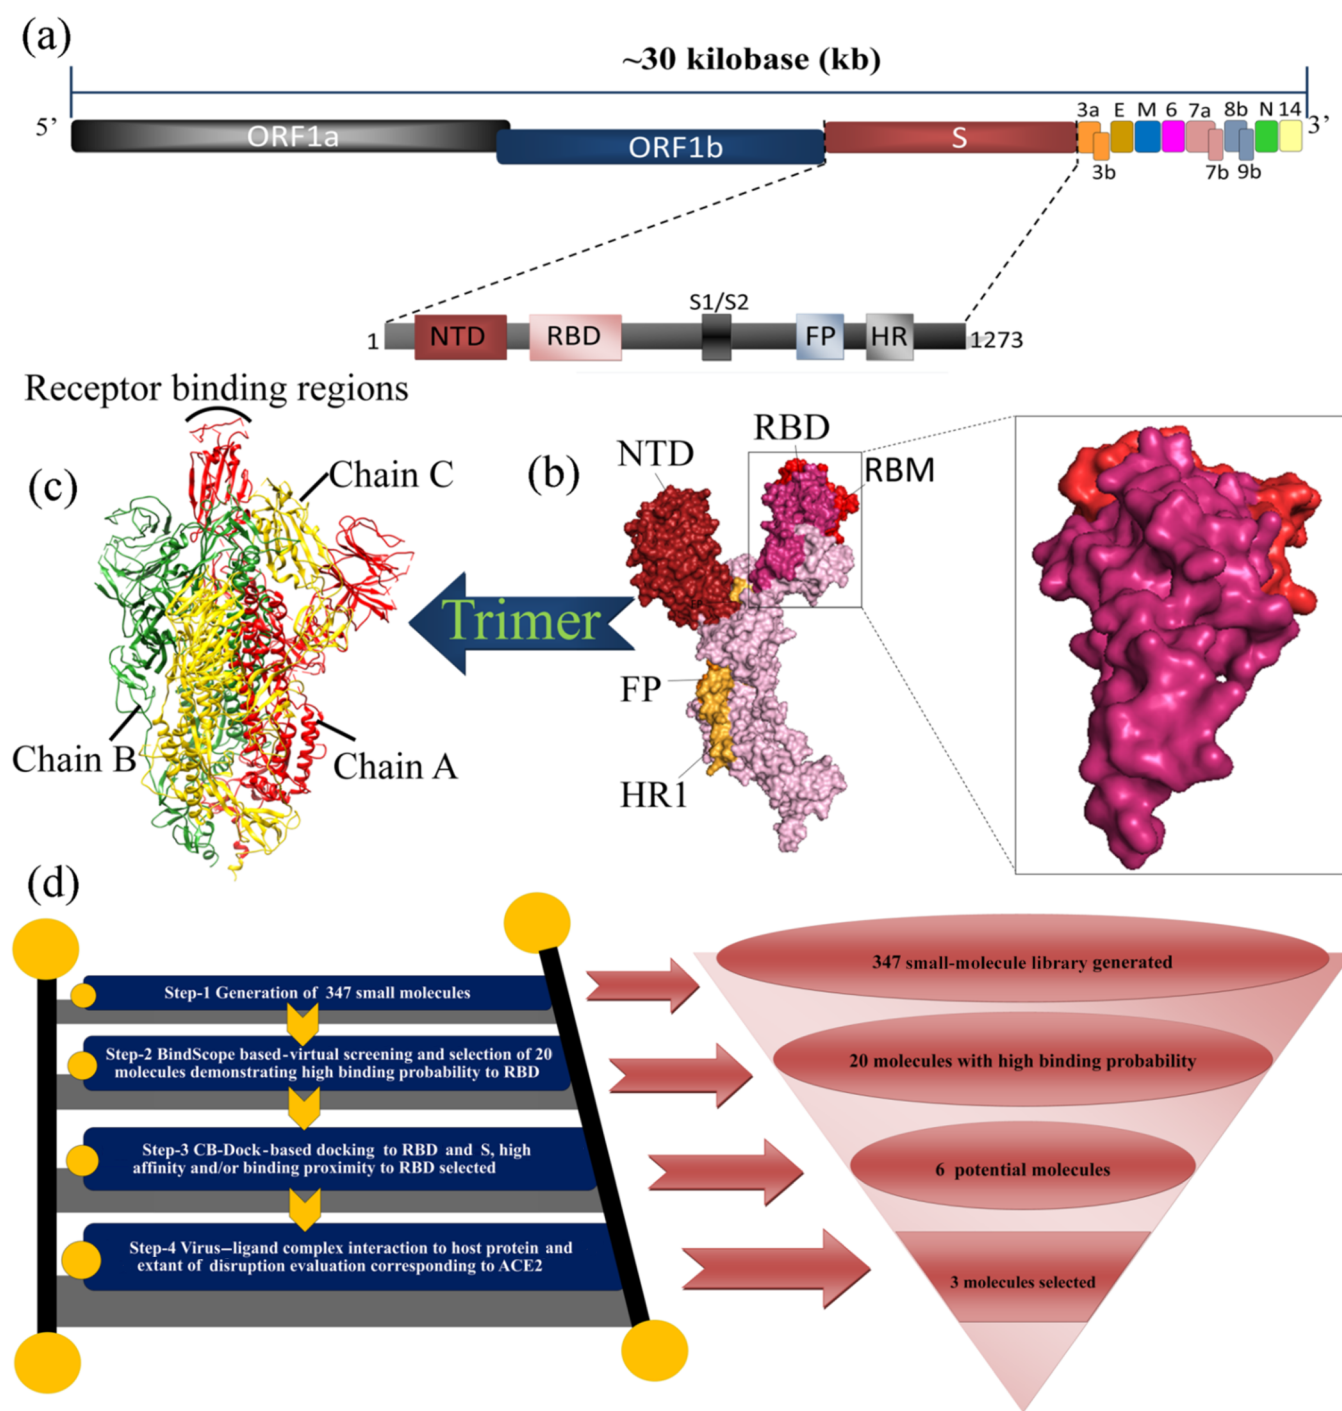 (a)
~30 kilobase (kb)
5’
3’
ORF1a
ORF1b
S
3a E M 6 7a 8b N 14
3b 7b 9b
S1/S2
1
NTD
RBD
FP
HR
1273
Receptor binding regions
(c)
Chain C
Chain B
Chain A
Trimer
(b)
NTD
RBD
RBM
FP
HR1
(d)
Step-1 Generation of 347 small molecules
Step-2 BindScope based-virtual screening and selection of 20
molecules demonstrating high binding probability to RBD
Step-3 CB-Dock-based docking to RBD and S, high
affinity and/or binding proximity to RBD selected
Step-4 Virus–ligand complex interaction to host protein and
extant of disruption evaluation corresponding to ACE2
347 small-molecule library generated
20 molecules with high binding probability
6 potential molecules
3 molecules selected